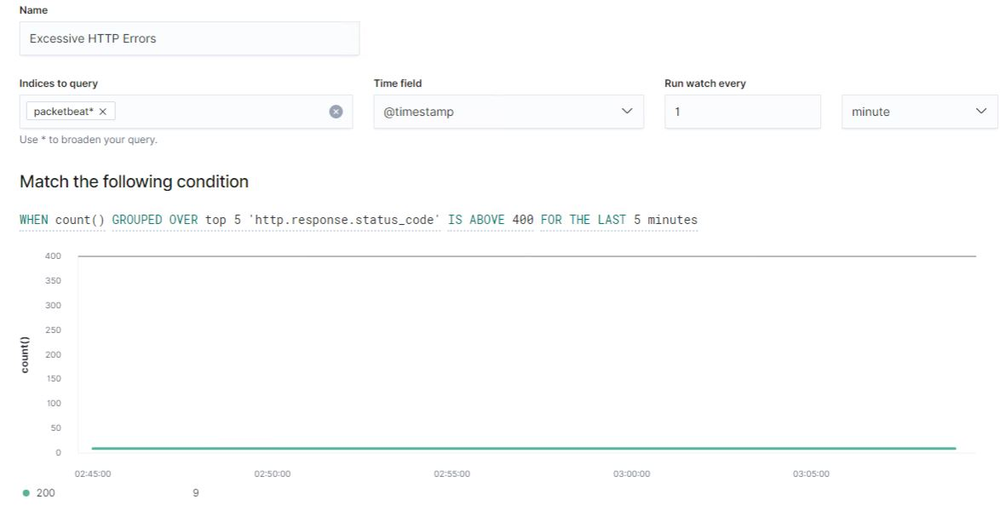 Name
Excessive HTTP Errors
Indices to query Time field Run watch every
packetbeat* × @timestamp 1 minute
Use * to broaden your query.
Match the following condition
WHEN count() GROUPED OVER top 5 'http.response.status_code' IS ABOVE 400 FOR THE LAST 5 minutes
400
350
300
250
200
150
100
50
0
count()
02:45:00 02:50:00 02:55:00 03:00:00 03:05:00
200 9